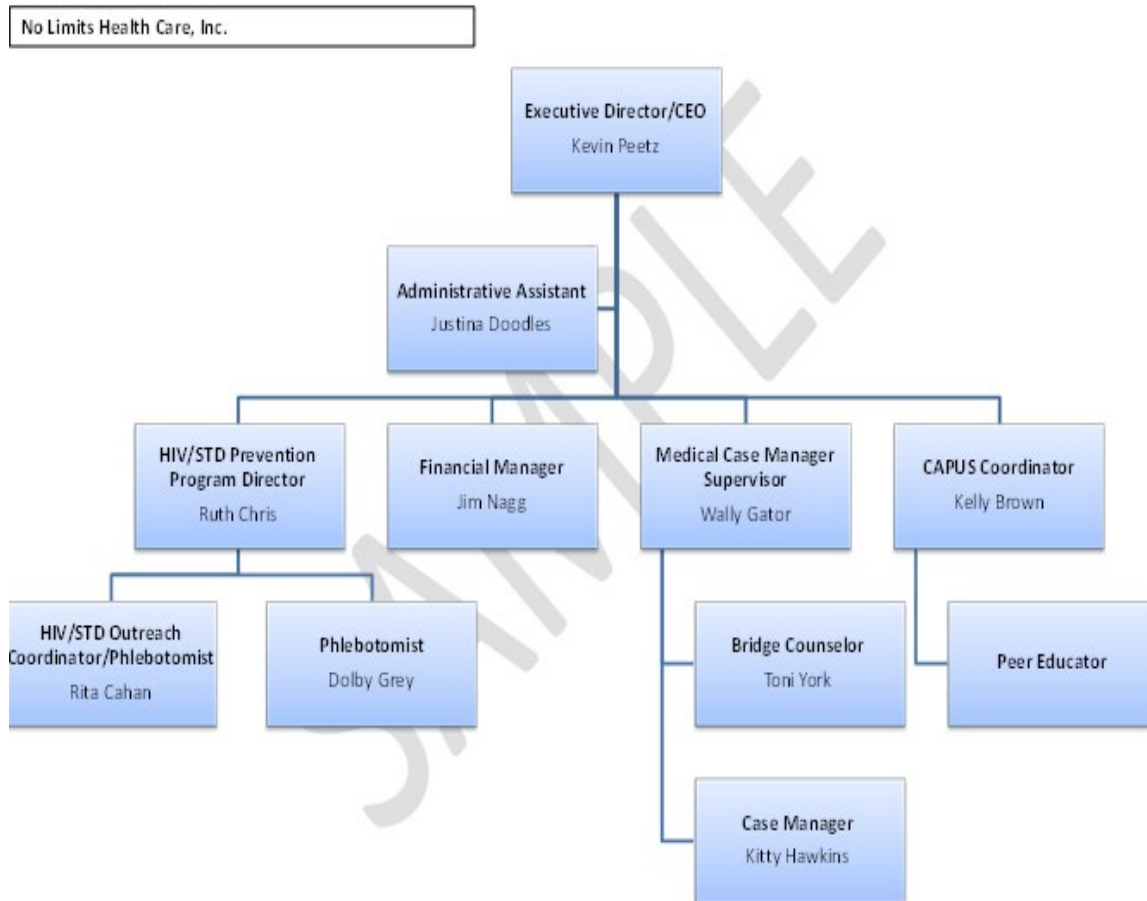 No Limits Health Care, Inc.
Executive Director/CEO
Kevin Peetz
Administrative Assistant
Justina Doodles
HIV/STD Prevention
Program Director
Ruth Chris
Financial Manager
Jim Nagg
Medical Case Manager
Supervisor
Wally Gator
CAPUS Coordinator
Kelly Brown
HIV/STD Outreach
Coordinator/Phlebotomist
Rita Cahan
Phlebotomist
Dolby Grey
Bridge Counselor
Toni York
Peer Educator
Case Manager
Kitty Hawkins
SAMPLE